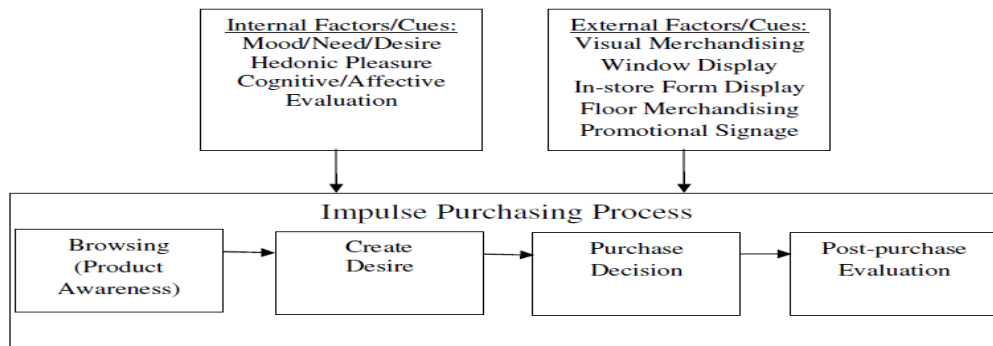 Internal Factors/Cues:
Mood/Need/Desire
Hedonic Pleasure
Cognitive/Affective
Evaluation
External Factors/Cues:
Visual Merchandising
Window Display
In-store Form Display
Floor Merchandising
Promotional Signage
Impulse Purchasing Process
Browsing
(Product
Awareness)
Create
Desire
Purchase
Decision
Post-purchase
Evaluation